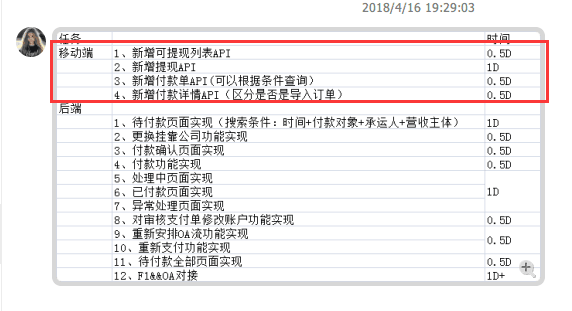 2018/4/16 19:29:03
任务 时间
移动端 1、新增可提现列表API 0.5D
2、新增提现API 1D
3、新增付款单API(可以根据条件查询) 0.5D
4、新增付款详情API（区分是否是导入订单） 0.5D
后端
1、待付款页面实现（搜索条件：时间+付款对象+承运人+营收主体） 1D
2、更换挂靠公司功能实现 0.5D
3、付款确认页面实现 0.5D
4、付款功能实现 0.5D
5、处理中页面实现
6、已付款页面实现 1D
7、异常处理页面实现
8、对审核支付单修改账户功能实现 0.5D
9、重新安排OA流功能实现 0.5D
10、重新支付功能实现
11、待付款全部页面实现 0.5D
12、F1&&OA对接 1D+